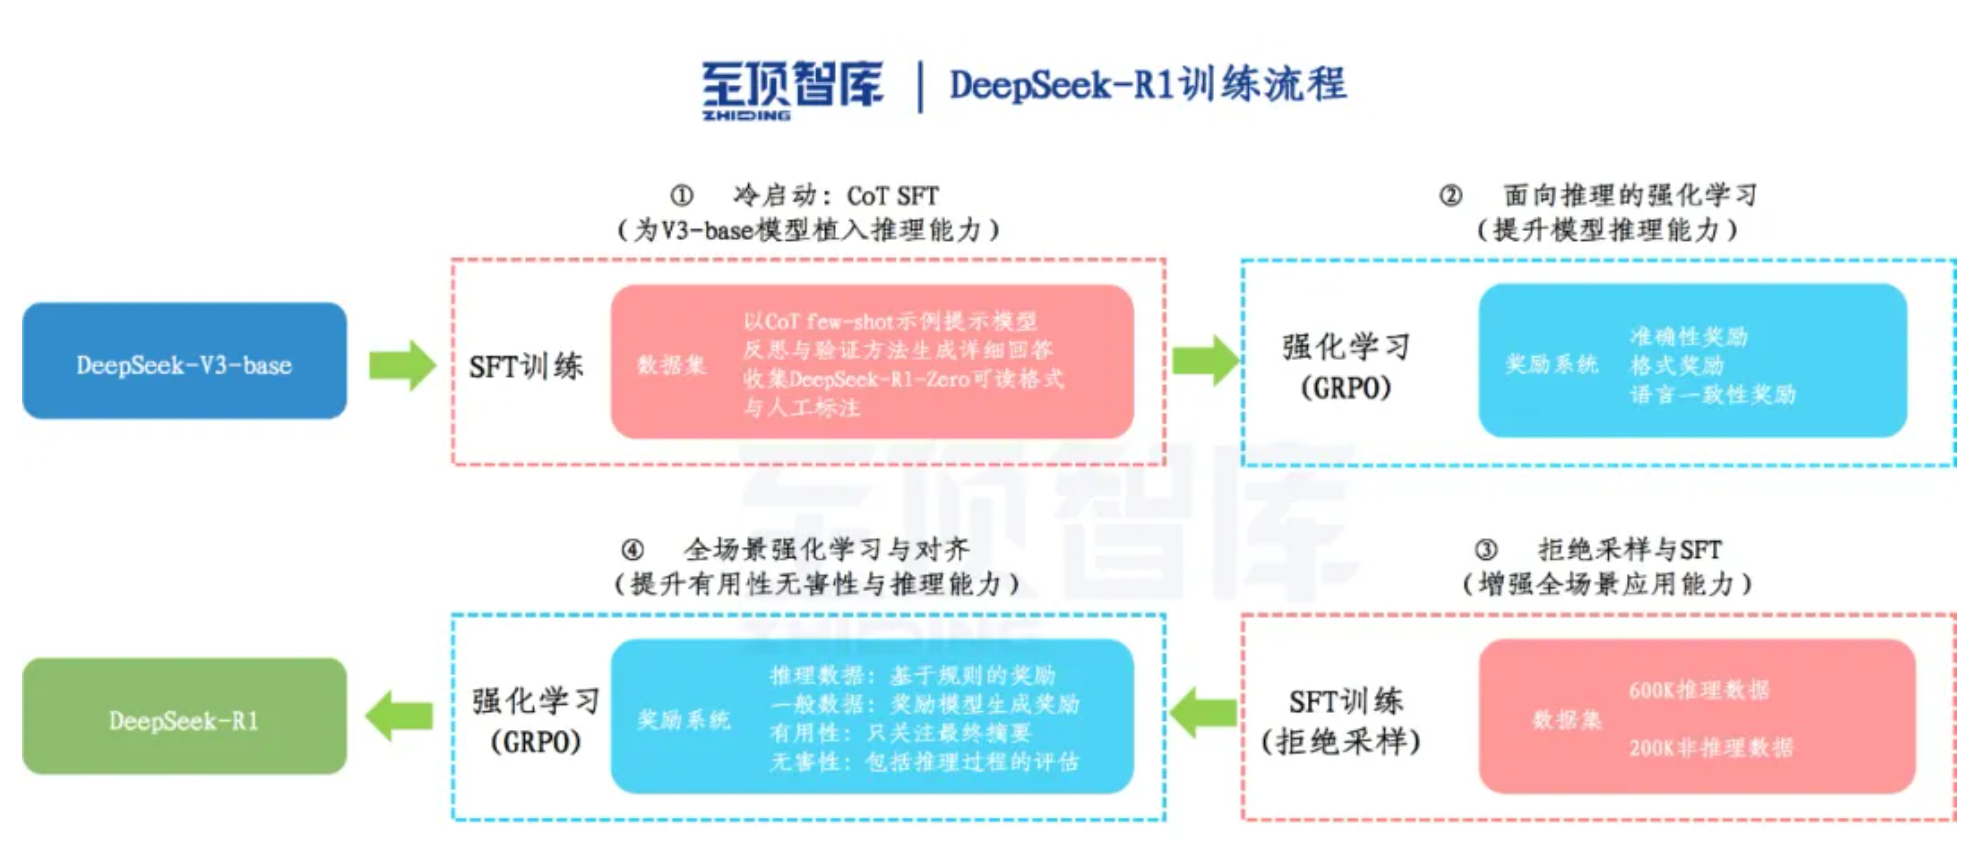 至顶智库 | DeepSeek-R1训练流程
ZHIDING
① 冷启动：CoT SFT
（为V3-base模型植入推理能力）
② 面向推理的强化学习
（提升模型推理能力）
DeepSeek-V3-base
SFT训练
数据集
以CoT few-shot示例提示模型
反思与验证方法生成详细回答
收集DeepSeek-R1-Zero可读格式
与人工标注
强化学习
(GRPO)
奖励系统
准确性奖励
格式奖励
语言一致性奖励
④ 全场景强化学习与对齐
（提升有用性无害性与推理能力）
③ 拒绝采样与SFT
（增强全场景应用能力）
DeepSeek-R1
强化学习
(GRPO)
奖励系统
推理数据：基于规则的奖励
一般数据：奖励模型生成奖励
有用性：只关注最终摘要
无害性：包括推理过程的评估
SFT训练
(拒绝采样)
数据集
600K推理数据
200K非推理数据
至顶智库
ZHIDING